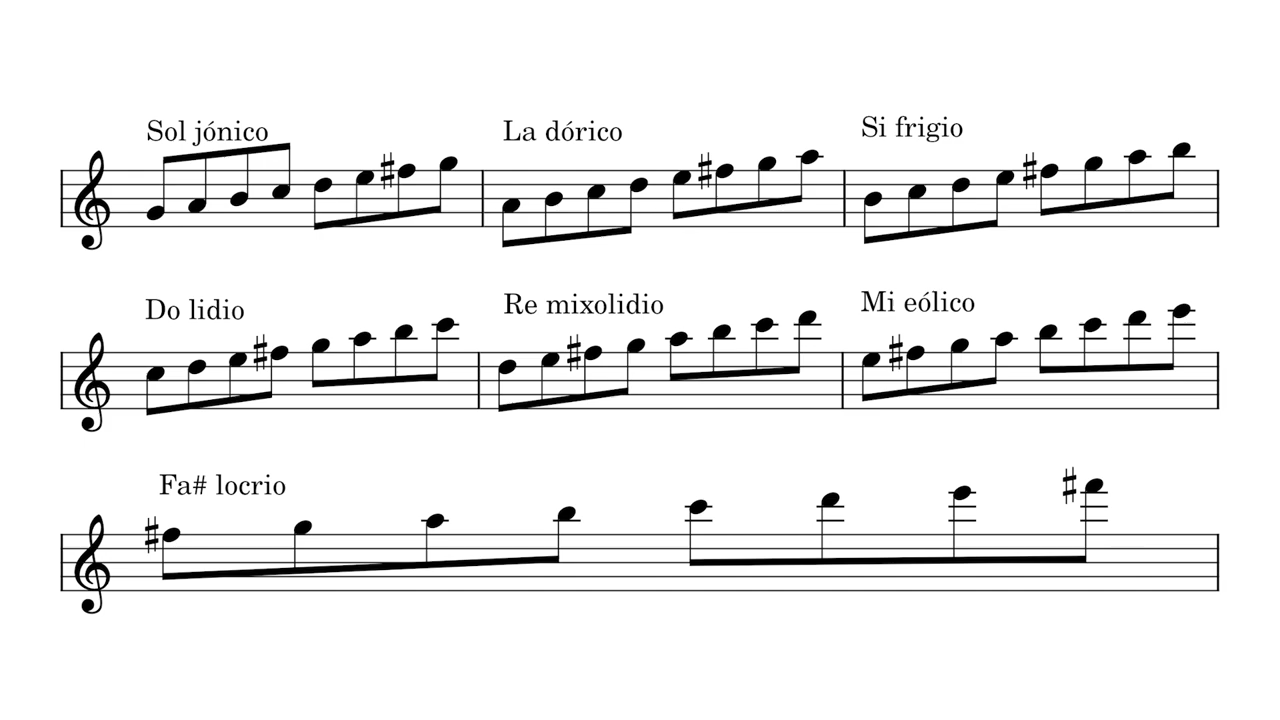 Sol jónico
La dórico
Si frigio
Do lidio
Re mixolidio
Mi eólico
Fa# locrio